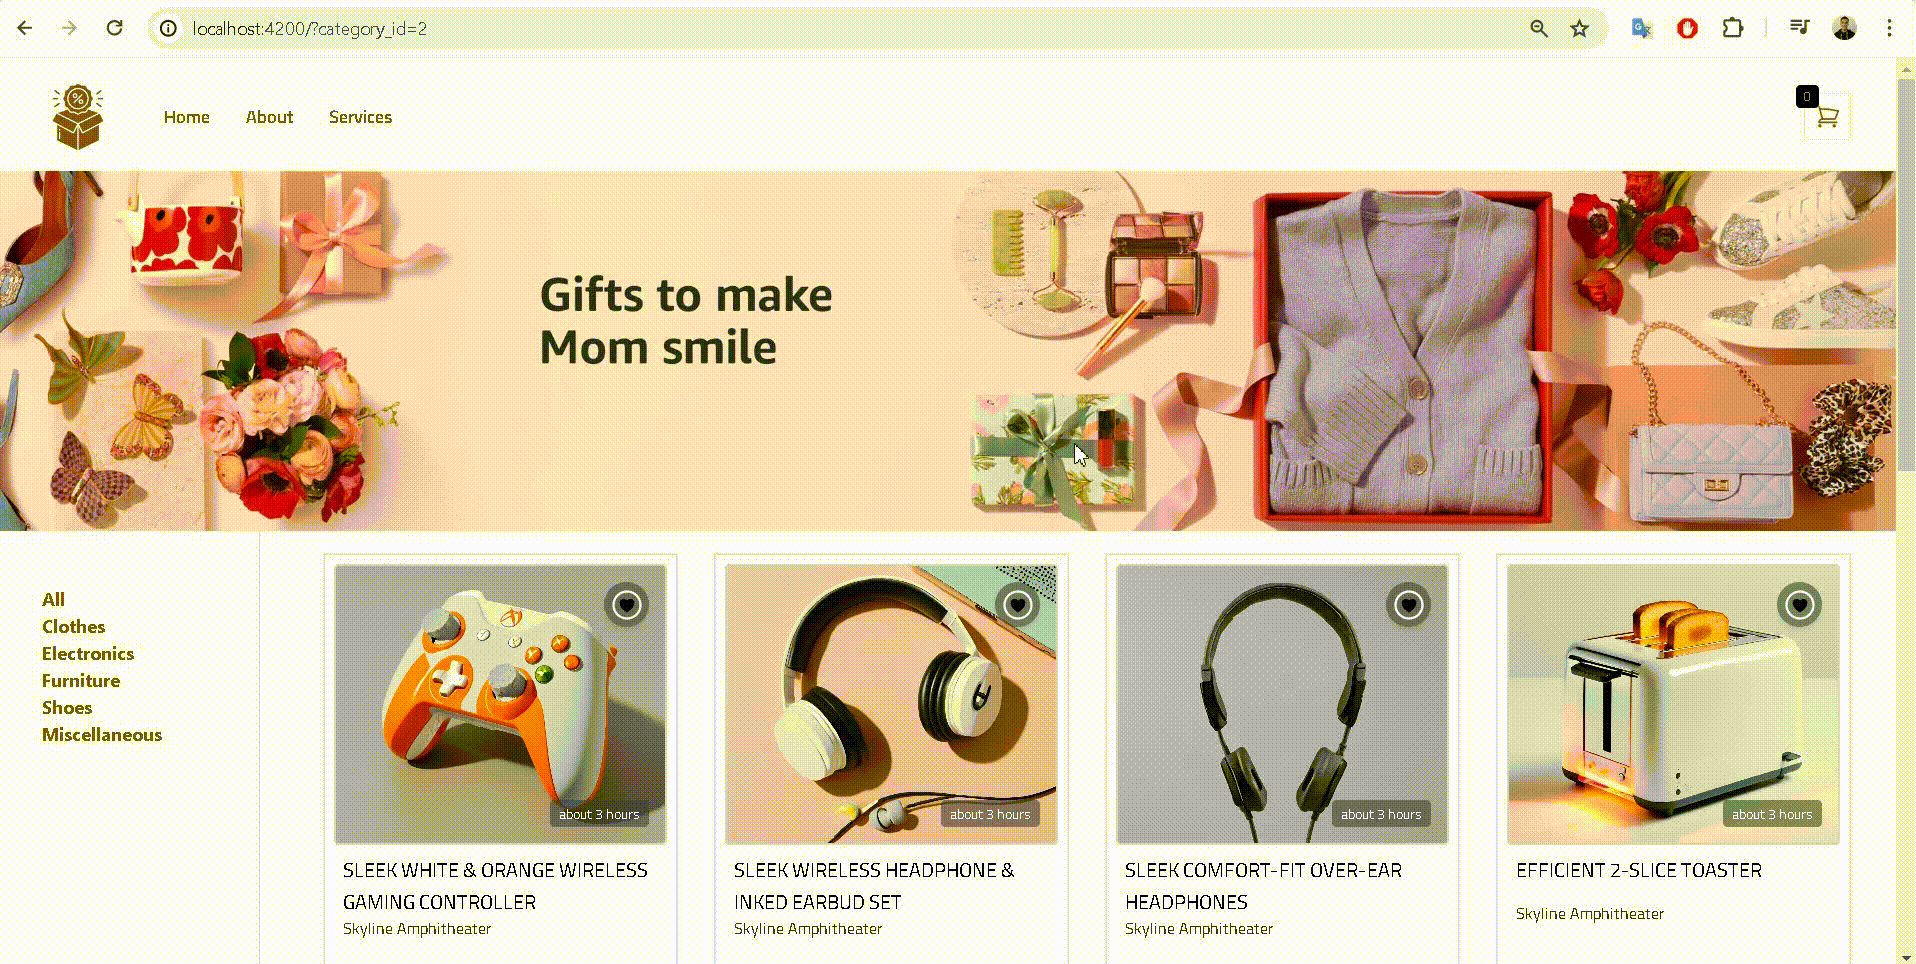 localhost:4200/?category_id=2
%
Home About Services
0
Gifts to make
Mom smile
All
Clothes
Electronics
Furniture
Shoes
Miscellaneous
about 3 hours
SLEEK WHITE & ORANGE WIRELESS
GAMING CONTROLLER
Skyline Amphitheater
about 3 hours
SLEEK WIRELESS HEADPHONE &
INKED EARBUD SET
Skyline Amphitheater
about 3 hours
SLEEK COMFORT-FIT OVER-EAR
HEADPHONES
Skyline Amphitheater
about 3 hours
EFFICIENT 2-SLICE TOASTER
Skyline Amphitheater